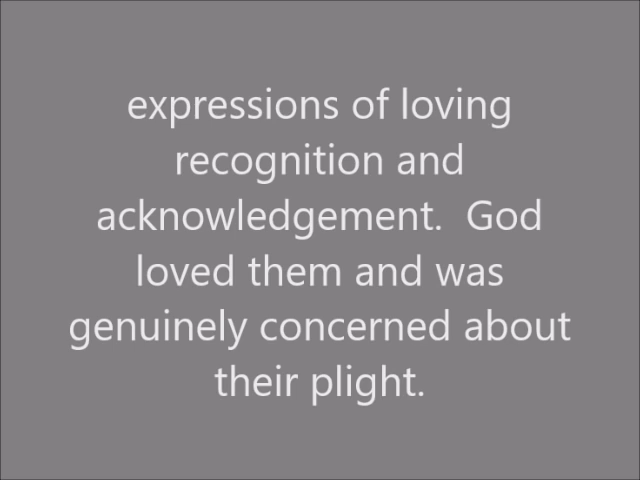 expressions of loving
recognition and
acknowledgement.  God
loved them and was
genuinely concerned about
their plight.